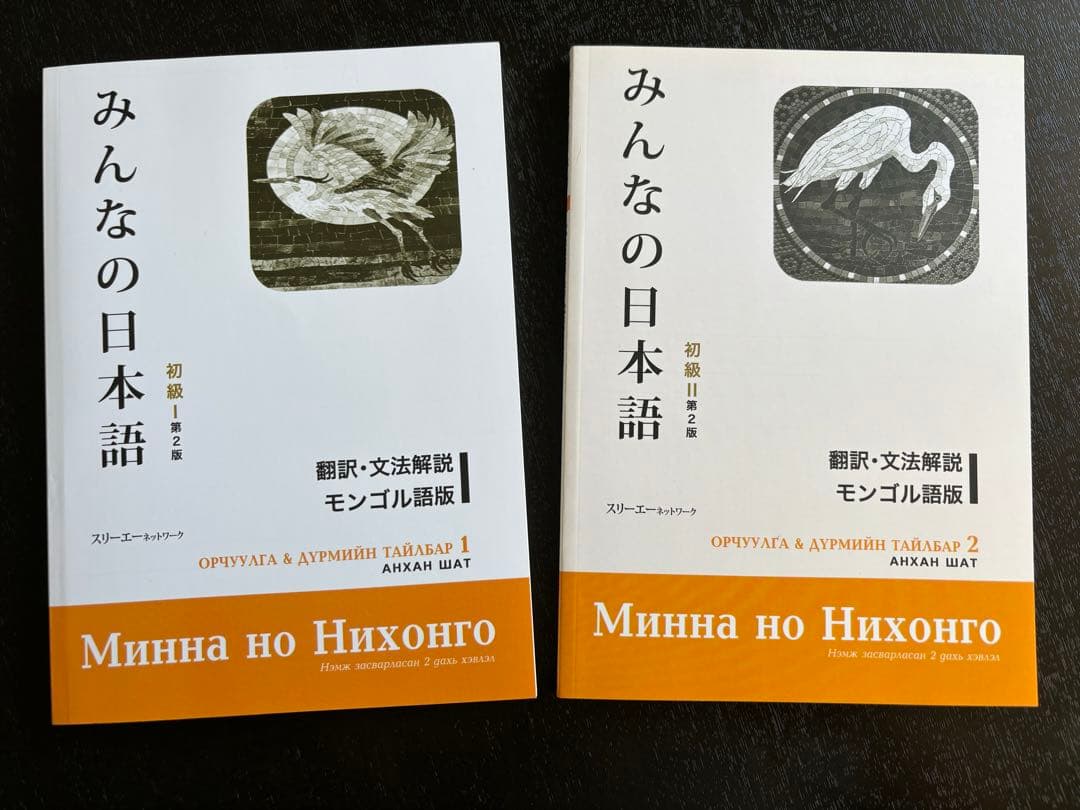 みんなの日本語
初級I 第2版
翻訳・文法解説
モンゴル語版
スリーエーネットワーク
ОРЧУУЛГА & ДҮРМИЙН ТАЙЛБАР 1
АНХАН ШАТ
Минна но Нихонго
Нэмж засварласан 2 дахь хэвлэл
みんなの日本語
初級II 第2版
翻訳・文法解説
モンゴル語版
スリーエーネットワーク
ОРЧУУЛГА & ДҮРМИЙН ТАЙЛБАР 2
АНХАН ШАТ
Минна но Нихонго
Нэмж засварласан 2 дахь хэвлэл